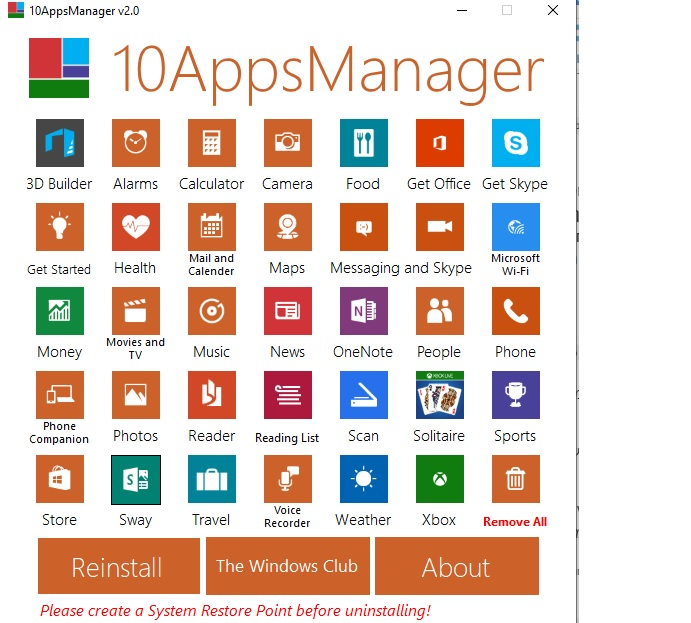 10AppsManager v2.0
10AppsManager
3D Builder Alarms Calculator Camera Food Get Office Get Skype
Get Started Health Mail and Calender Maps Messaging and Skype Microsoft Wi-Fi
Money Movies and TV Music News OneNote People Phone
XBOX LIVE
Phone Companion Photos Reader Reading List Scan Solitaire Sports
Store Sway Travel Voice Recorder Weather Xbox Remove All
Reinstall The Windows Club About
Please create a System Restore Point before uninstalling!